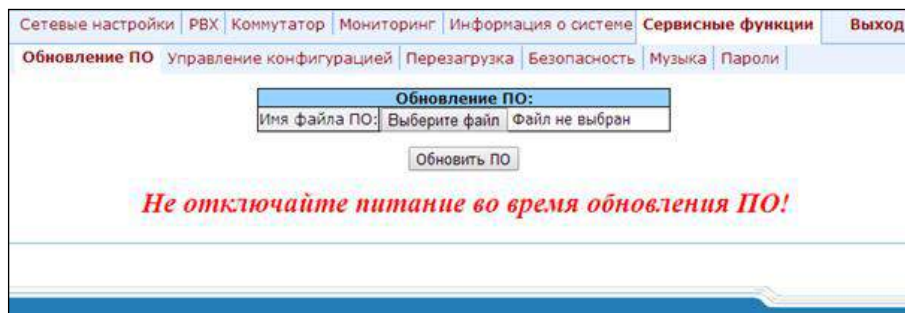 Сетевые настройки PBX Коммутатор Мониторинг Информация о системе Сервисные функции Выход
Обновление ПО Управление конфигурацией Перезагрузка Безопасность Музыка Пароли
Обновление ПО:
Имя файла ПО: Выберите файл Файл не выбран
Обновить ПО
Не отключайте питание во время обновления ПО!